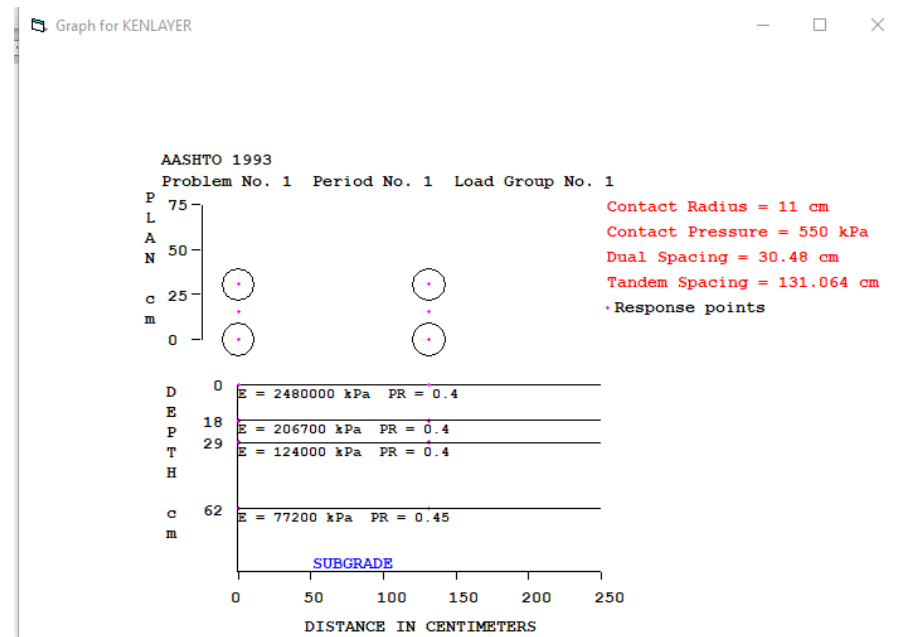 Graph for KENLAYER
AASHTO 1993
Problem No. 1 Period No. 1 Load Group No. 1
PLAN cm
75
50
25
0
Contact Radius = 11 cm
Contact Pressure = 550 kPa
Dual Spacing = 30.48 cm
Tandem Spacing = 131.064 cm
Response points
DEPTH cm
0
E = 2480000 kPa PR = 0.4
18
E = 206700 kPa PR = 0.4
29
E = 124000 kPa PR = 0.4
62
E = 77200 kPa PR = 0.45
SUBGRADE
0 50 100 150 200 250
DISTANCE IN CENTIMETERS